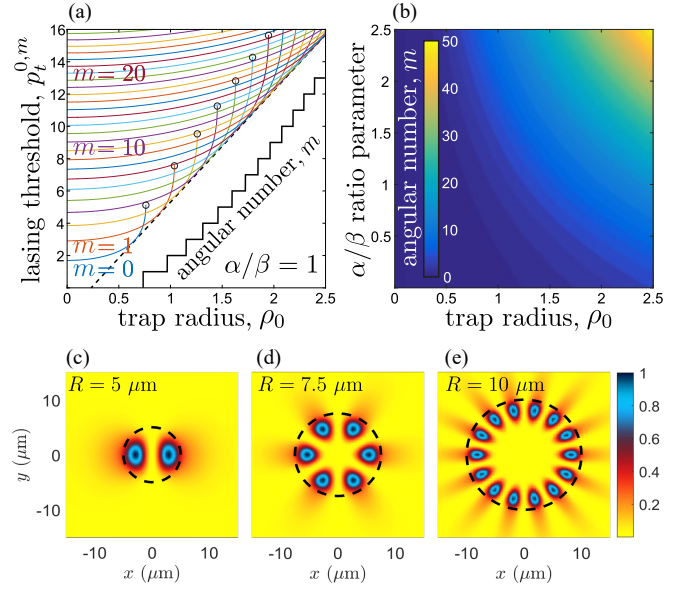 (a)
lasing threshold, p_t^{0,m}
16
14
12
10
8
6
4
2
m = 20
m = 10
m = 1
m = 0
angular number, m
α/β = 1
0
0.5
1
1.5
2
2.5
trap radius, ρ₀
(b)
α/β ratio parameter
2.5
2
1.5
1
0.5
angular number, m
50
40
30
20
10
0
0
0.5
1
1.5
2
2.5
trap radius, ρ₀
(c)
(d)
(e)
R = 5 μm
R = 7.5 μm
R = 10 μm
y (μm)
10
0
-10
-10
0
10
x (μm)
-10
0
10
x (μm)
-10
0
10
x (μm)
1
0.8
0.6
0.4
0.2